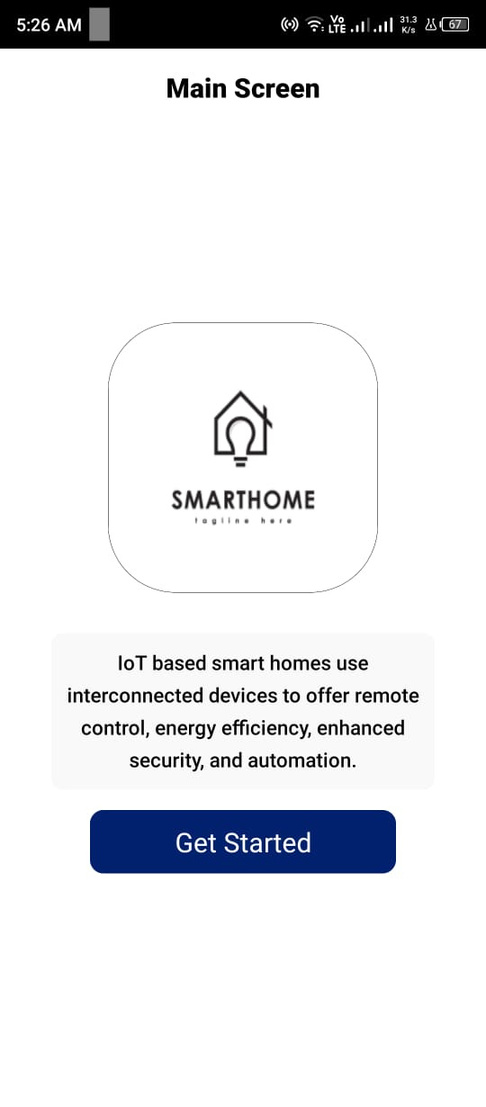 5:26 AM
Vo
LTE
31.3
K/s
67
Main Screen
SMARTHOME
tagline here
IoT based smart homes use
interconnected devices to offer remote
control, energy efficiency, enhanced
security, and automation.
Get Started